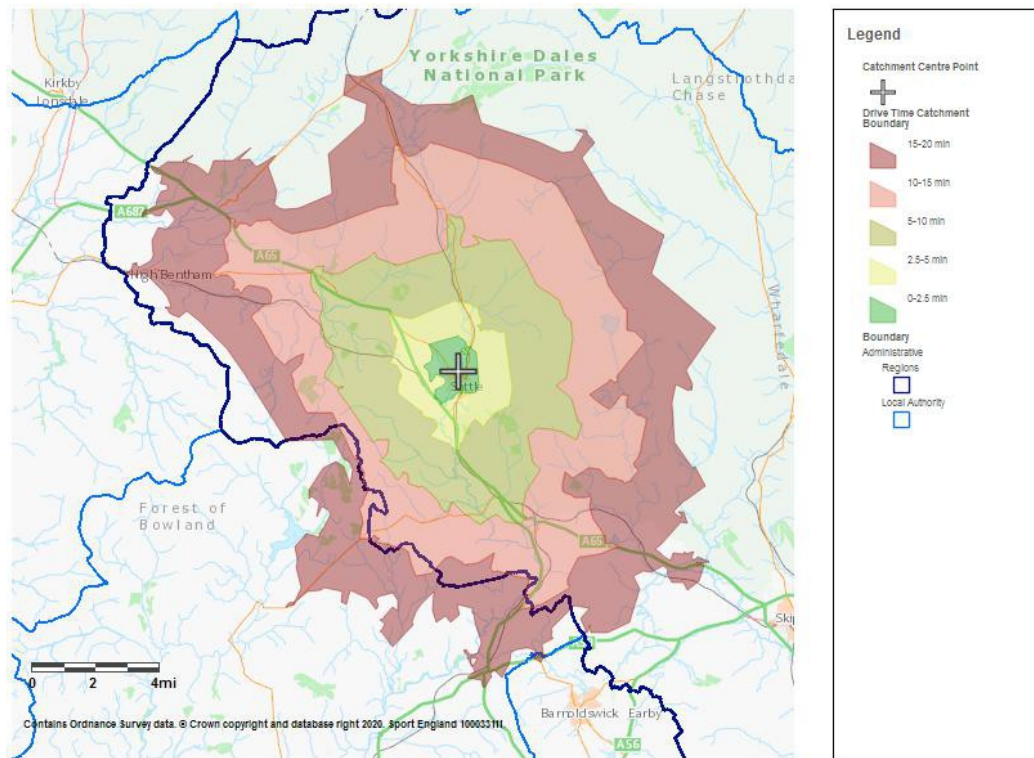 Yorkshire Dales
National Park
Kirkby
Lonsdale
Langstrothda
Chase
A687
A65
High Bentham
Wharfedale
Settle
Forest of
Bowland
A65
Skip
0 2 4mi
Barnoldswick Earby
A56
Contains Ordnance Survey data. © Crown copyright and database right 2020. Sport England 100033111.
Legend
Catchment Centre Point
Drive Time Catchment
Boundary
15-20 min
10-15 min
5-10 min
2.5-5 min
0-2.5 min
Boundary
Administrative
Regions
Local Authority